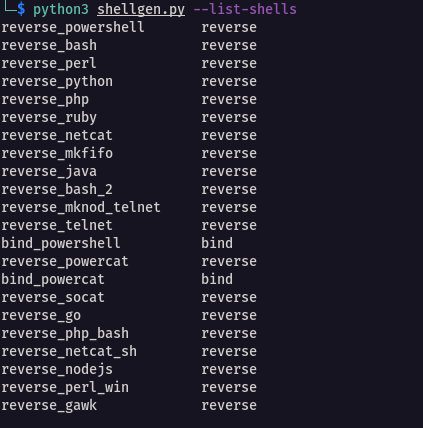 └─$ python3 shellgen.py --list-shells
reverse_powershell reverse
reverse_bash reverse
reverse_perl reverse
reverse_python reverse
reverse_php reverse
reverse_ruby reverse
reverse_netcat reverse
reverse_mkfifo reverse
reverse_java reverse
reverse_bash_2 reverse
reverse_mknod_telnet reverse
reverse_telnet reverse
bind_powershell bind
reverse_powercat reverse
bind_powercat bind
reverse_socat reverse
reverse_go reverse
reverse_php_bash reverse
reverse_netcat_sh reverse
reverse_nodejs reverse
reverse_perl_win reverse
reverse_gawk reverse